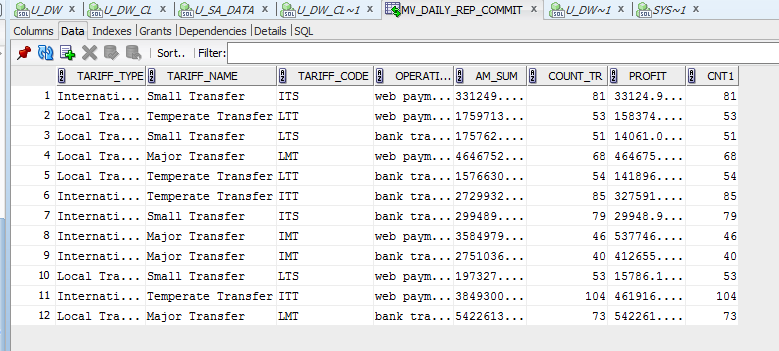 U_DW x U_DW_CL x U_SA_DATA x U_DW_CL~1 x MV_DAILY_REP_COMMIT x U_DW~1 x SYS~1 x
Columns Data Indexes Grants Dependencies Details SQL
Sort.. Filter:
TARIFF_TYPE TARIFF_NAME TARIFF_CODE OPERATI... AM_SUM COUNT_TR PROFIT CNT1
1 Internati... Small Transfer ITS web paym... 331249.... 81 33124.9... 81
2 Local Tra... Temperate Transfer LTT web paym... 1759713... 53 158374.... 53
3 Local Tra... Small Transfer LTS bank tra... 175762.... 51 14061.0... 51
4 Local Tra... Major Transfer LMT web paym... 4646752... 68 464675.... 68
5 Local Tra... Temperate Transfer LTT bank tra... 1576630... 54 141896.... 54
6 Internati... Temperate Transfer ITT bank tra... 2729932... 85 327591.... 85
7 Internati... Small Transfer ITS bank tra... 299489.... 79 29948.9... 79
8 Internati... Major Transfer IMT web paym... 3584979... 46 537746.... 46
9 Internati... Major Transfer IMT bank tra... 2751036... 40 412655.... 40
10 Local Tra... Small Transfer LTS web paym... 197327.... 53 15786.1... 53
11 Internati... Temperate Transfer ITT web paym... 3849300... 104 461916.... 104
12 Local Tra... Major Transfer LMT bank tra... 5422613... 73 542261.... 73